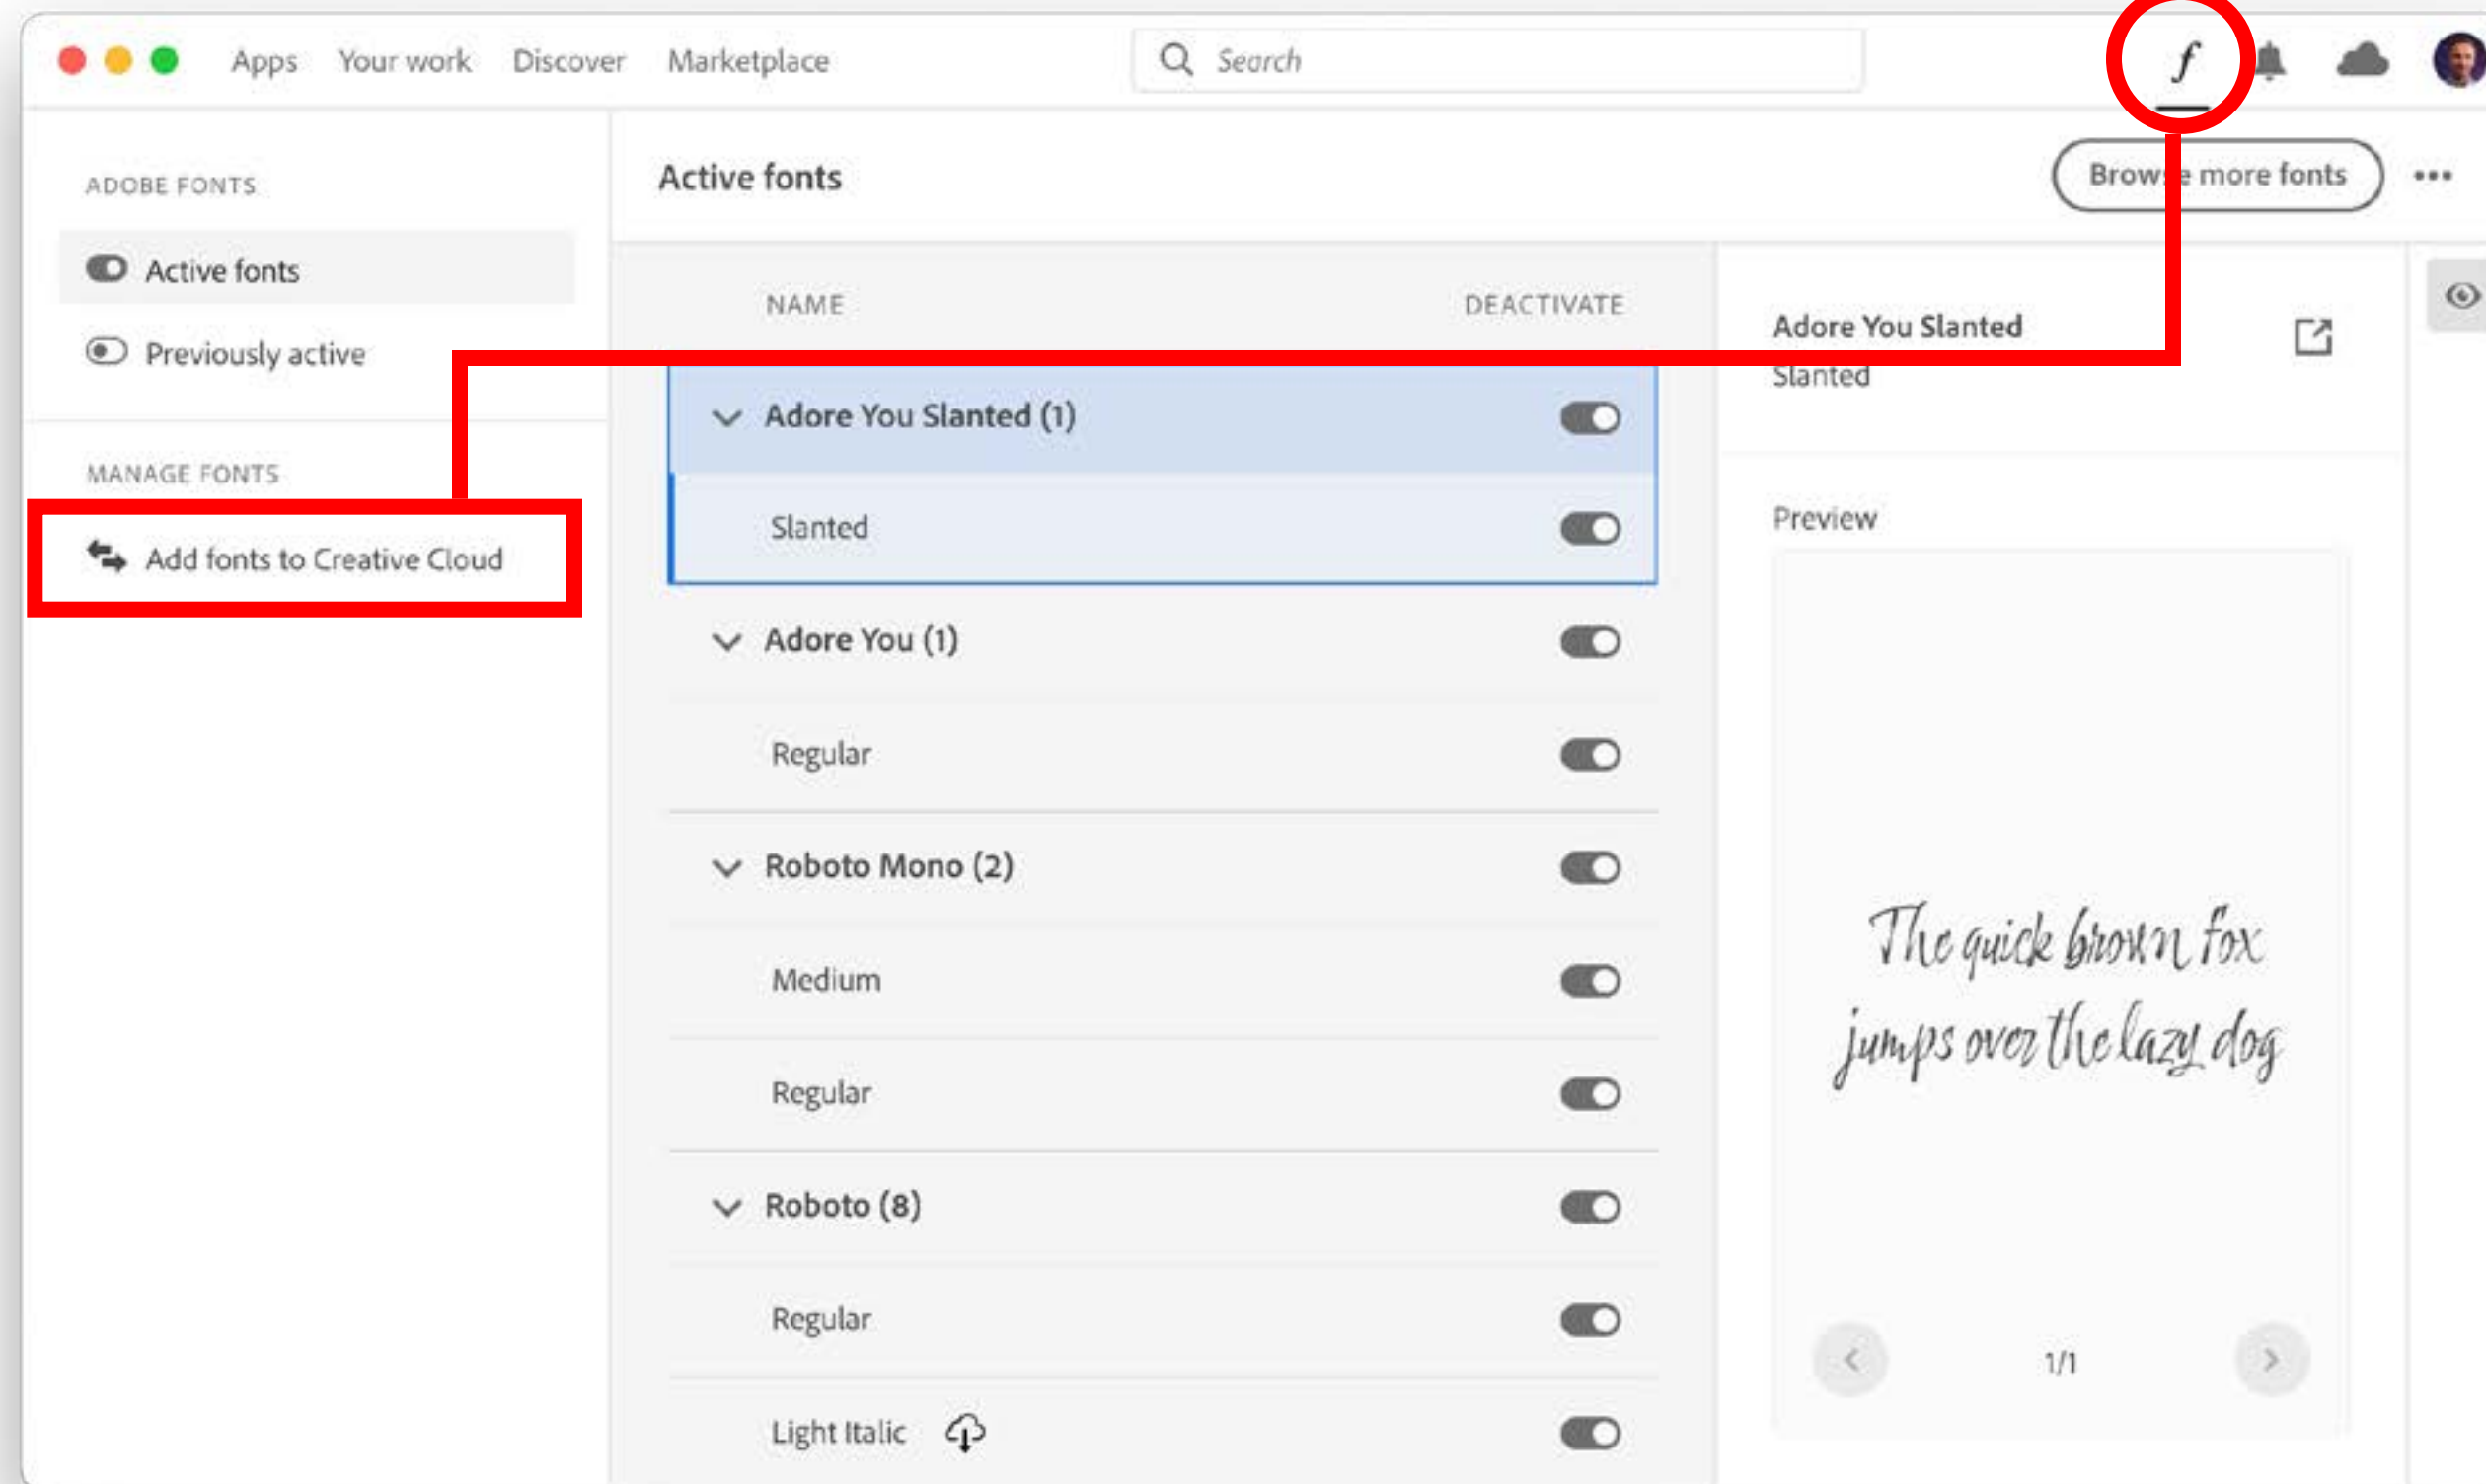 Apps Your work Discover Marketplace Search f
ADOBE FONTS
Active fonts
Previously active
MANAGE FONTS
Add fonts to Creative Cloud
Active fonts
Browse more fonts
NAME DEACTIVATE
Adore You Slanted (1)
Slanted
Adore You (1)
Regular
Roboto Mono (2)
Medium
Regular
Roboto (8)
Regular
Light Italic
Adore You Slanted
Slanted
Preview
The quick brown fox
jumps over the lazy dog
1/1